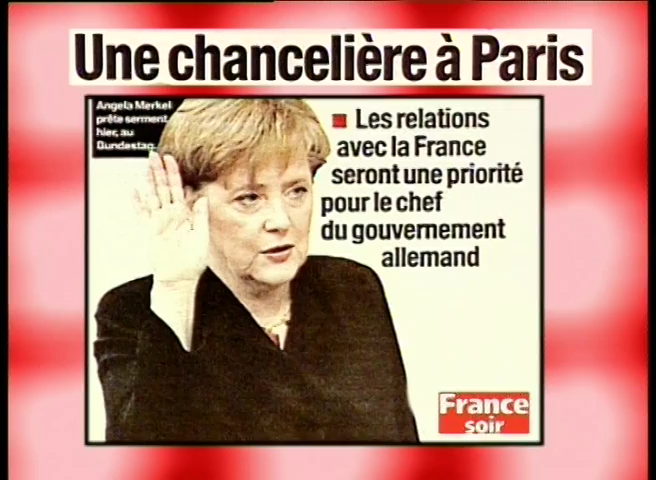 Une chancelière à Paris
Angela Merkel
prête serment,
hier, au
Bundestag.
■ Les relations
avec la France
seront une priorité
pour le chef
du gouvernement
allemand
France
soir